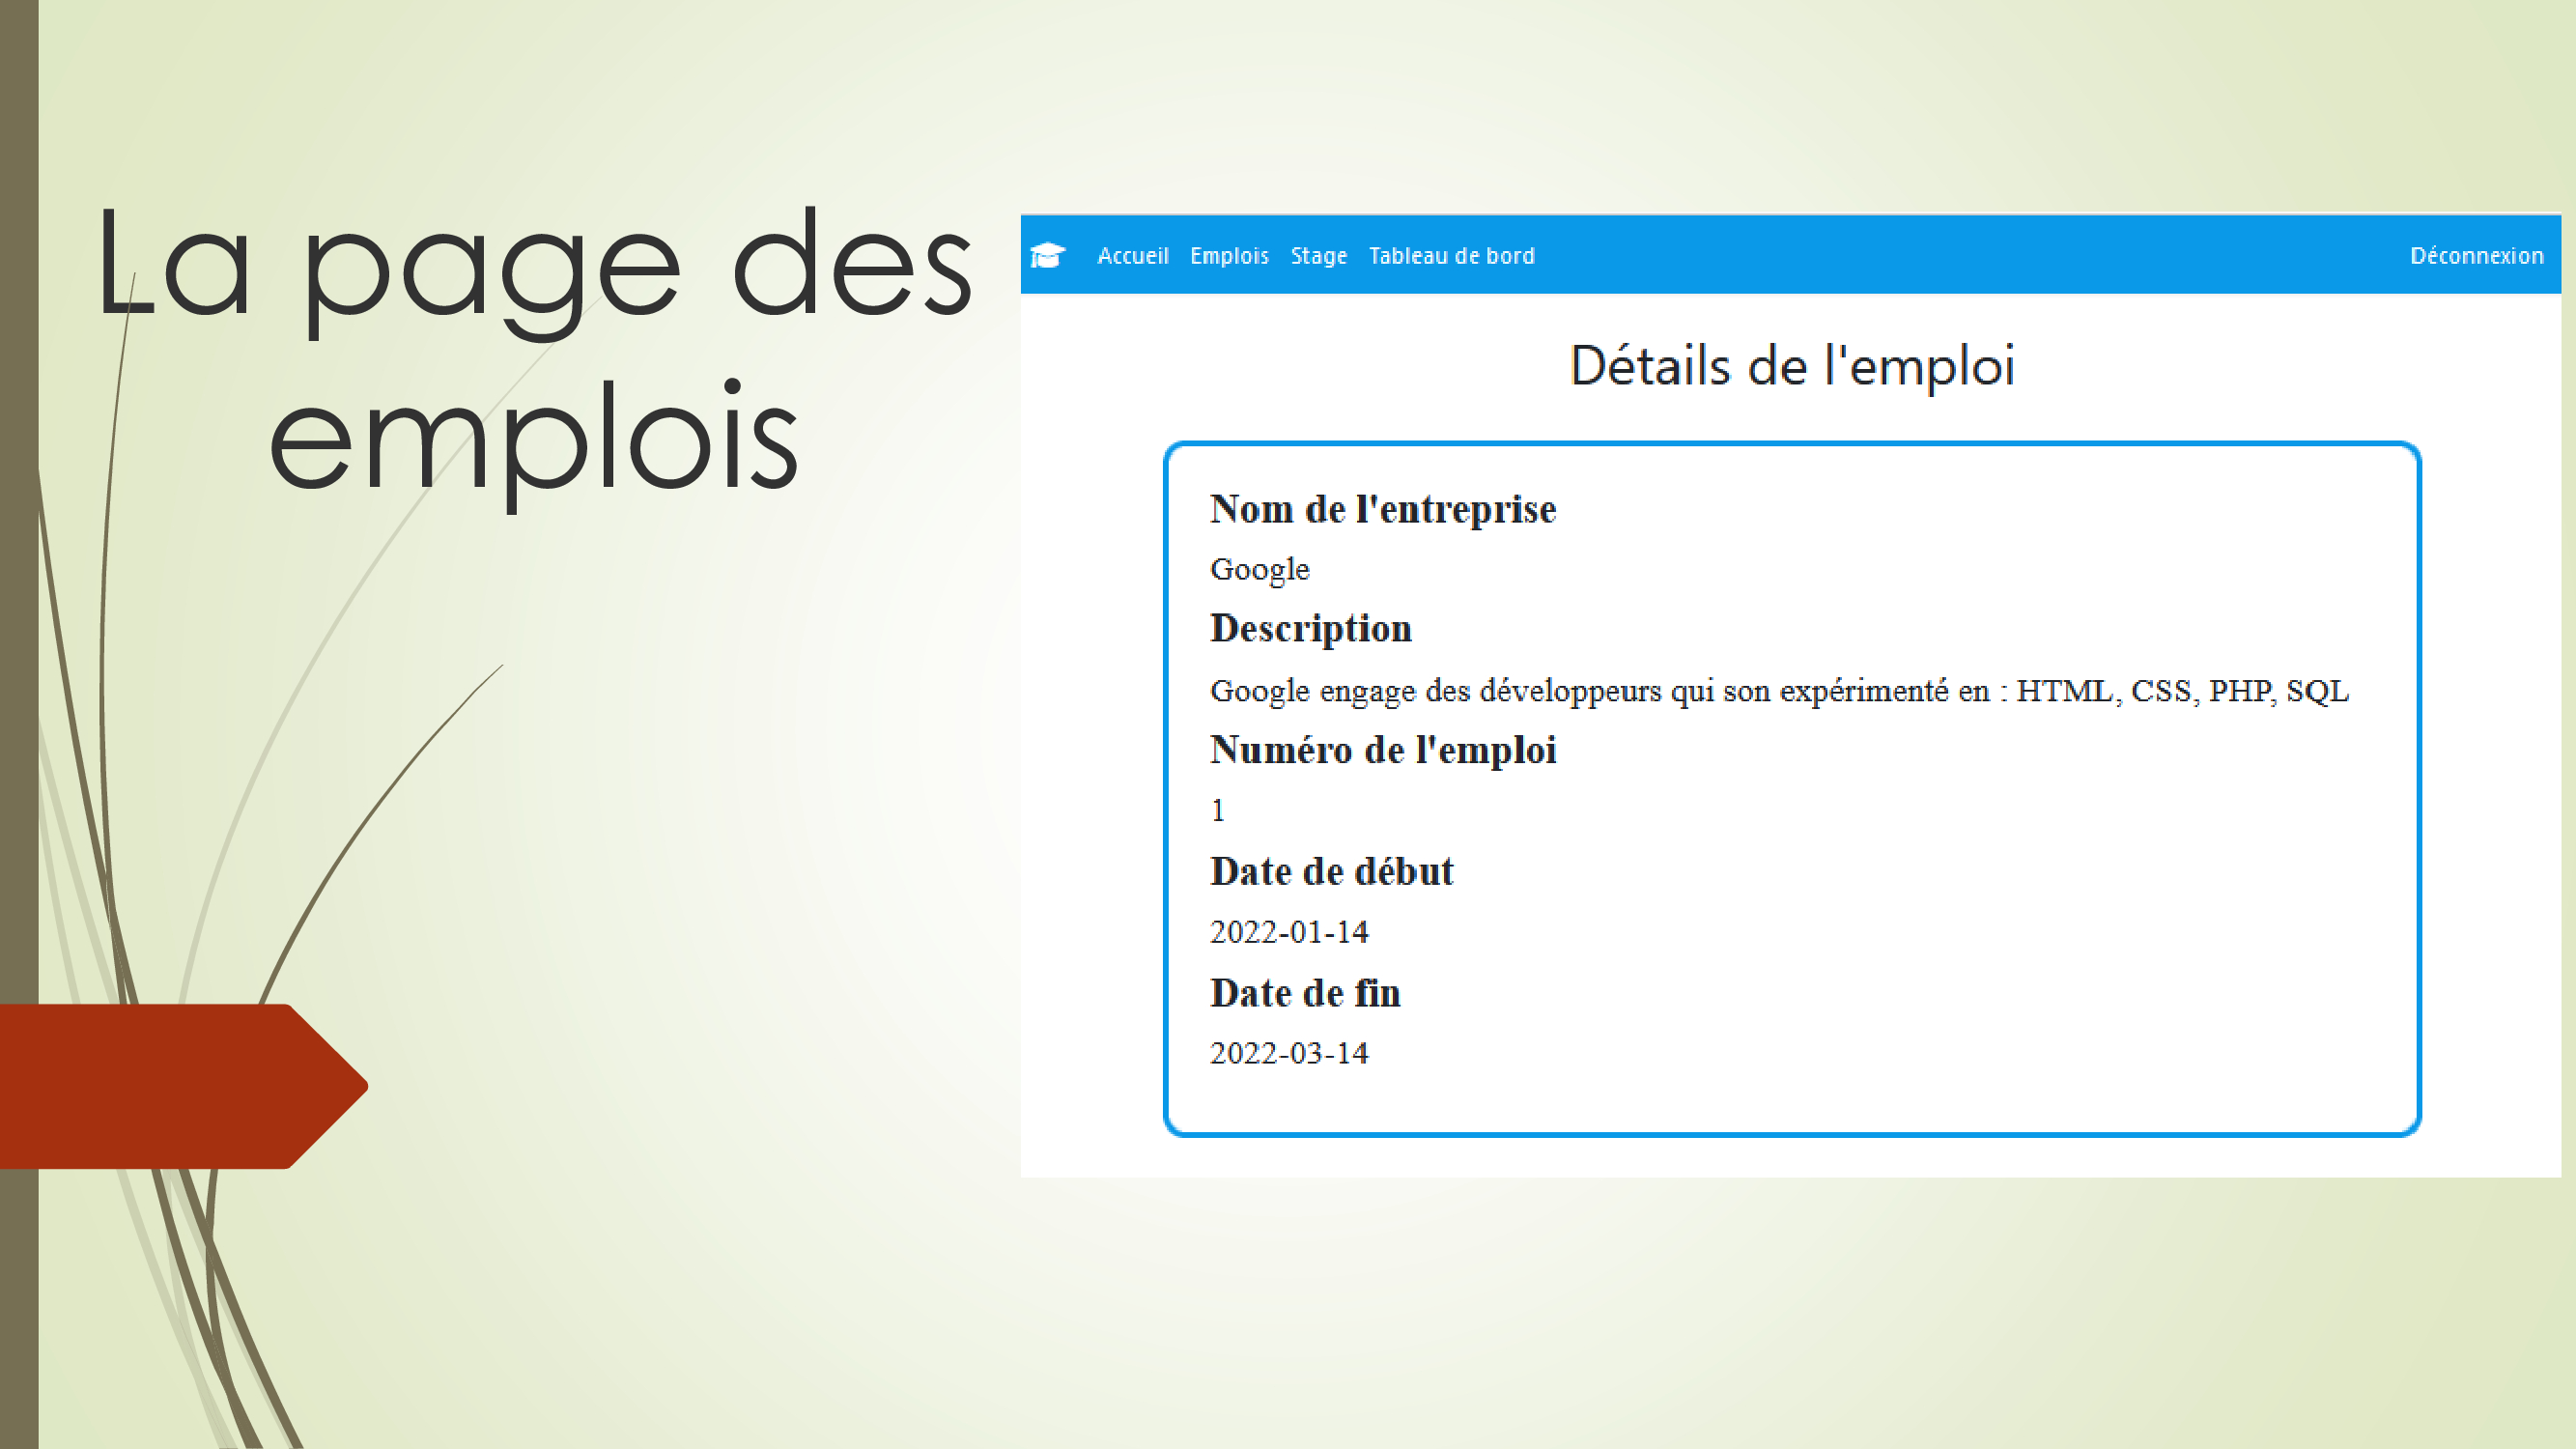 La page des
emplois
Accueil Emplois Stage Tableau de bord Déconnexion
Détails de l'emploi
Nom de l'entreprise
Google
Description
Google engage des développeurs qui son expérimenté en : HTML, CSS, PHP, SQL
Numéro de l'emploi
1
Date de début
2022-01-14
Date de fin
2022-03-14